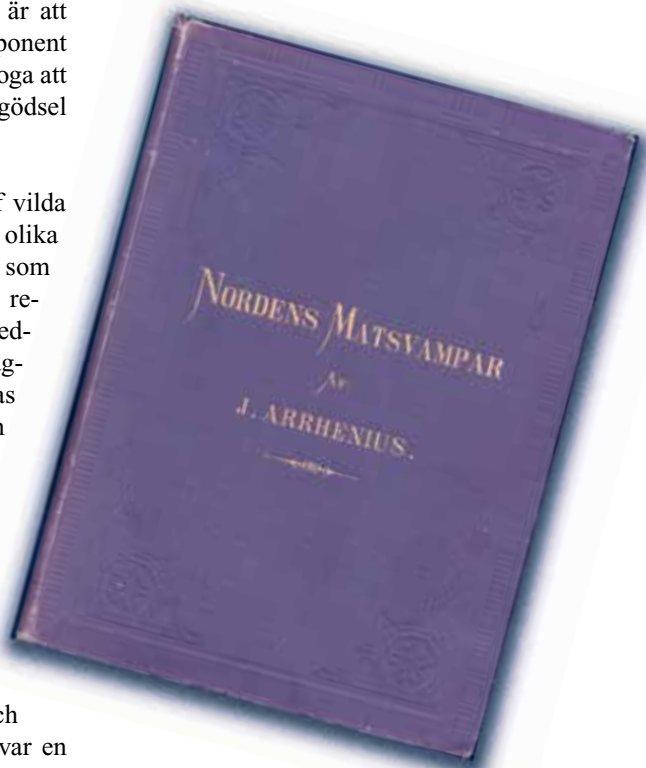 är att
ponent
oga att
gödsel
f vilda
olika
som
re-
ed-
g-
as
n
NORDENS MATSVAMPAR
AF
J. ARRHENIUS.
ch
var en